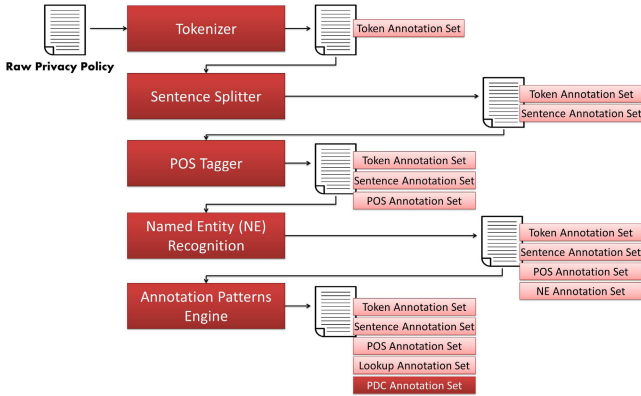 Tokenizer
Token Annotation Set
Raw Privacy Policy
Sentence Splitter
Token Annotation Set
Sentence Annotation Set
POS Tagger
Token Annotation Set
Sentence Annotation Set
POS Annotation Set
Named Entity (NE)
Recognition
Token Annotation Set
Sentence Annotation Set
POS Annotation Set
NE Annotation Set
Annotation Patterns
Engine
Token Annotation Set
Sentence Annotation Set
POS Annotation Set
Lookup Annotation Set
PDC Annotation Set